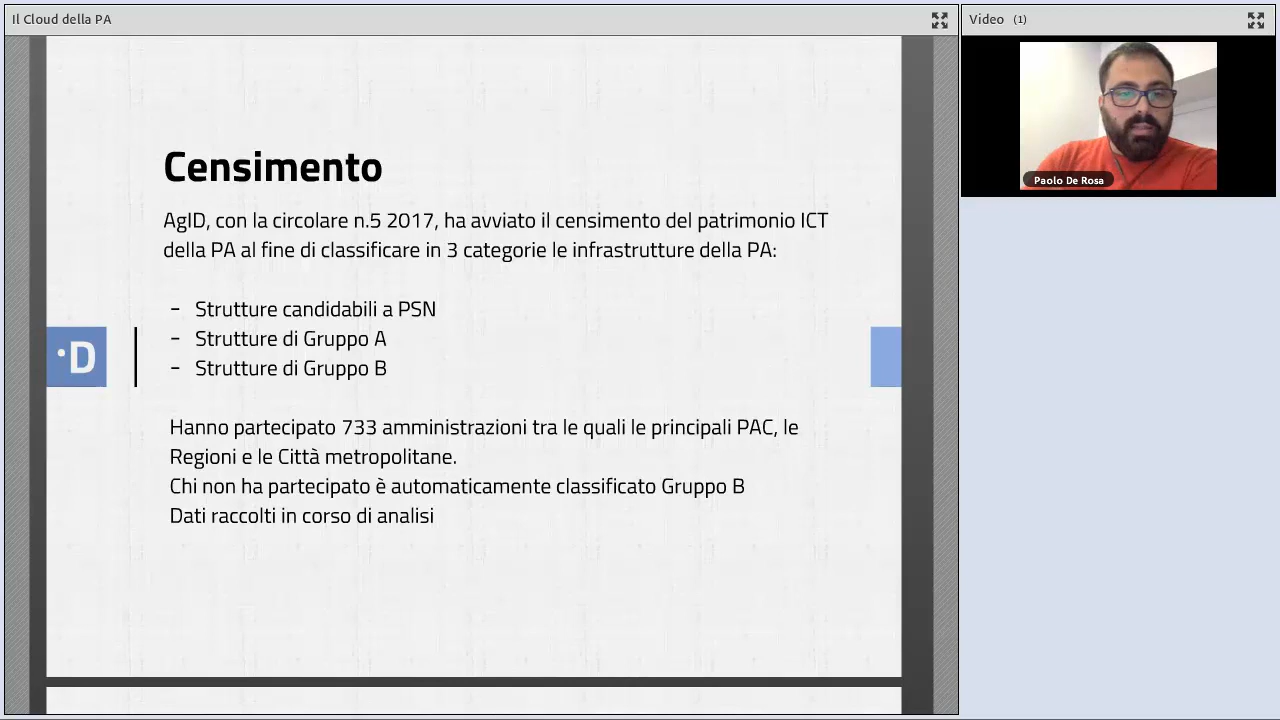 Il Cloud della PA
Video (1)
Paolo De Rosa
Censimento
AgID, con la circolare n.5 2017, ha avviato il censimento del patrimonio ICT
della PA al fine di classificare in 3 categorie le infrastrutture della PA:
- Strutture candidabili a PSN
- Strutture di Gruppo A
- Strutture di Gruppo B
Hanno partecipato 733 amministrazioni tra le quali le principali PAC, le
Regioni e le Città metropolitane.
Chi non ha partecipato è automaticamente classificato Gruppo B
Dati raccolti in corso di analisi
·D